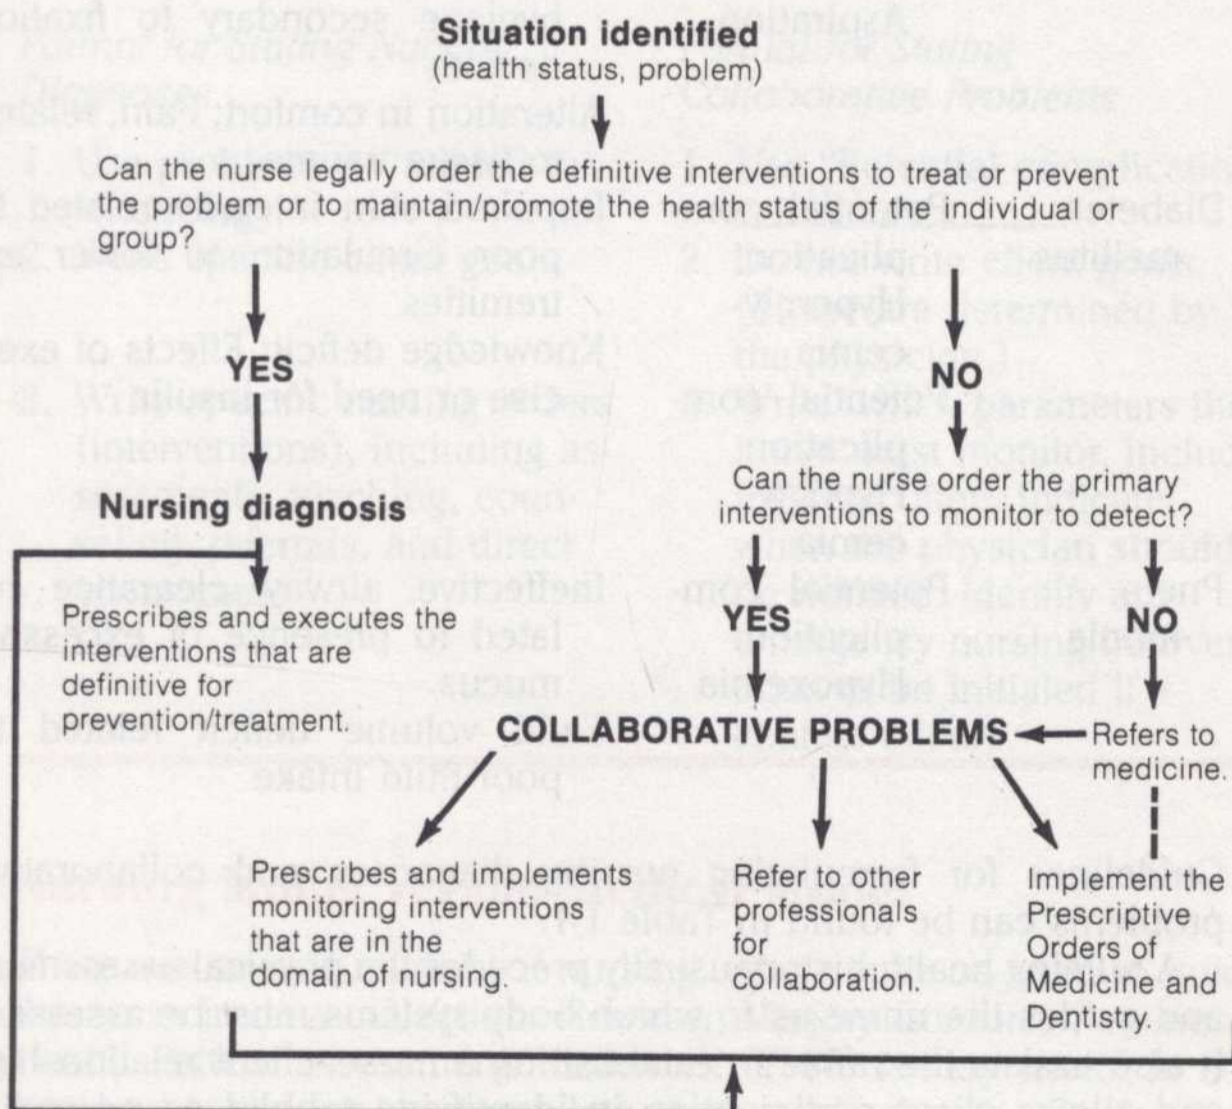 Situation identified
(health status, problem)
Can the nurse legally order the definitive interventions to treat or prevent
the problem or to maintain/promote the health status of the individual or
group?
YES
NO
Nursing diagnosis
Can the nurse order the primary
interventions to monitor to detect?
Prescribes and executes the
interventions that are
definitive for
prevention/treatment.
YES
NO
COLLABORATIVE PROBLEMS
Refers to
medicine.
Prescribes and implements
monitoring interventions
that are in the
domain of nursing.
Refer to other
professionals
for
collaboration.
Implement the
Prescriptive
Orders of
Medicine and
Dentistry.